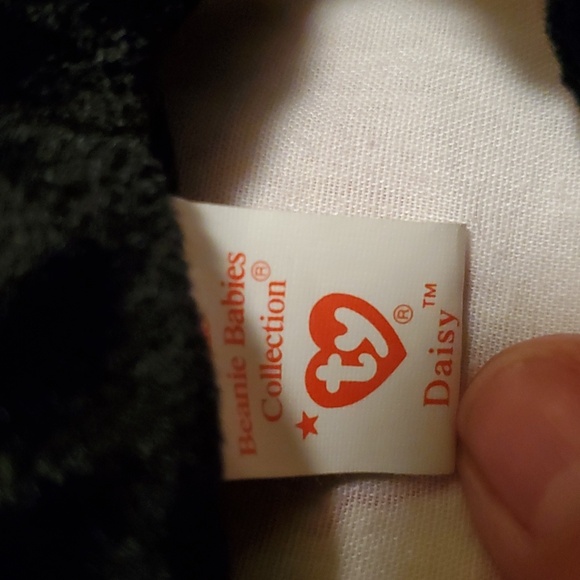 Beanie Babies
Collection®
ty®
Daisy™